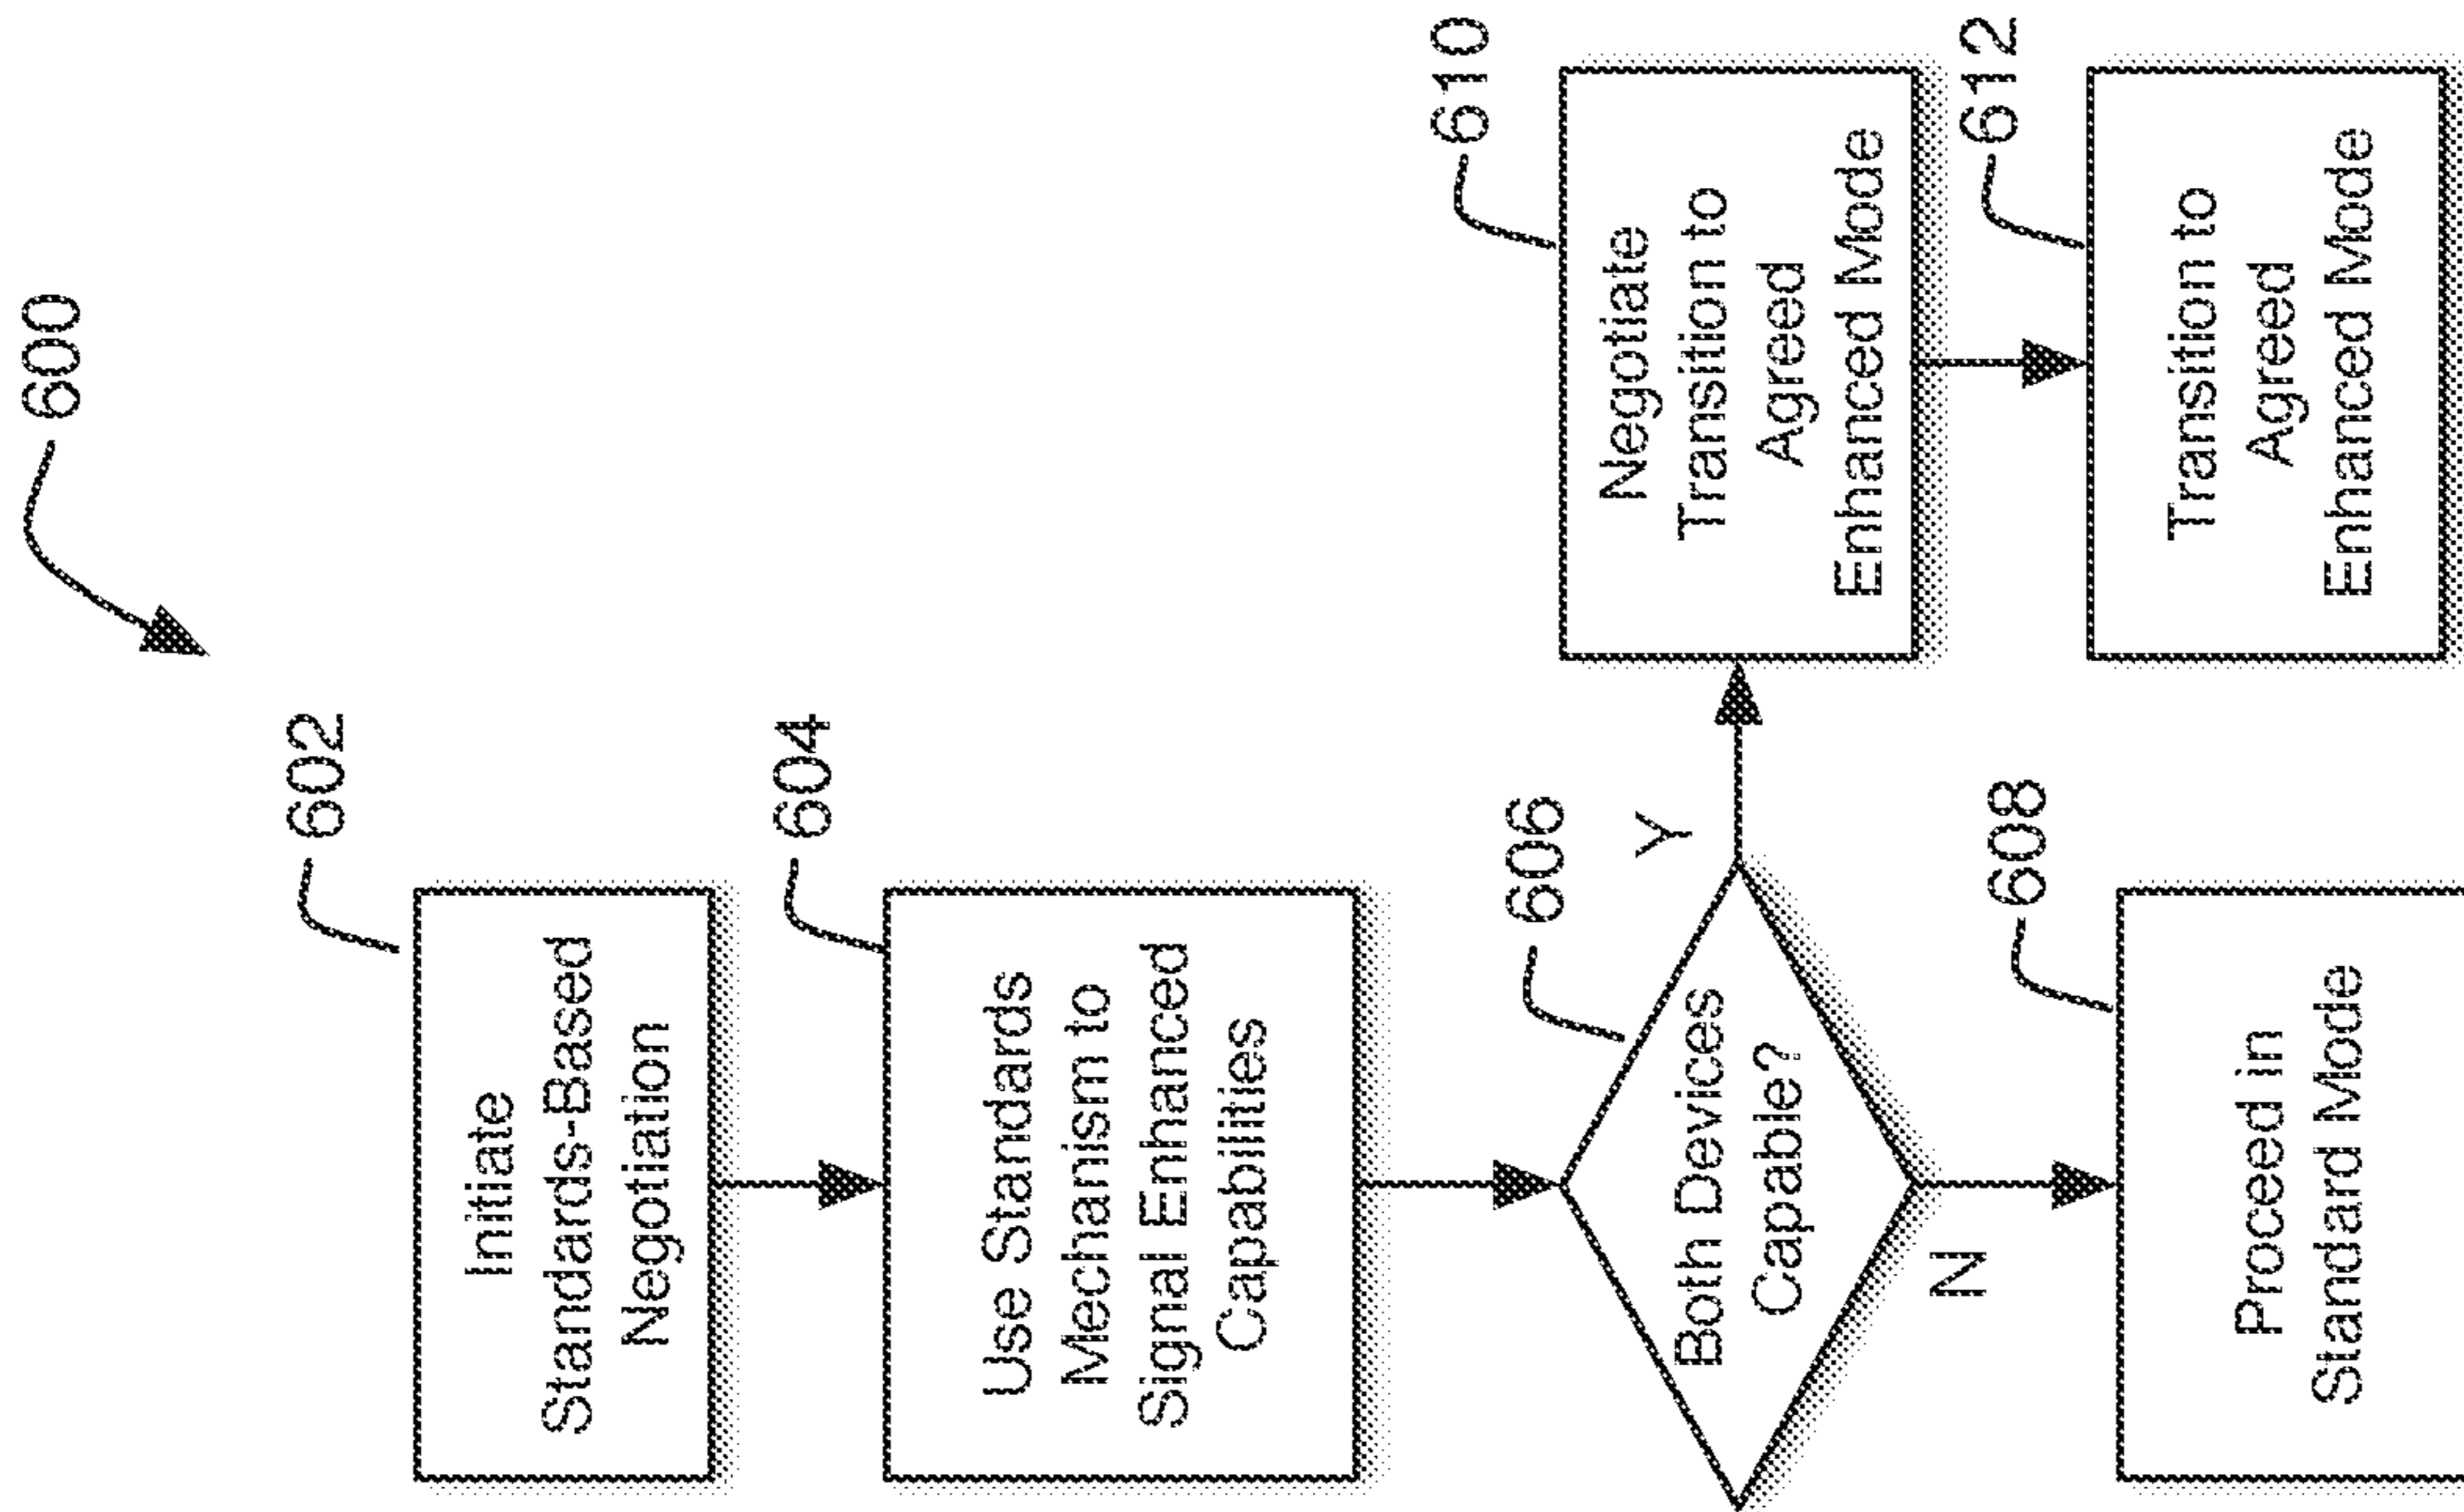 600
602
Initiate
Standards-Based
Negotiation
604
Use Standards
Mechanism to
Signal Enhanced
Capabilities
606
Both Devices
Capable?
Y
N
608
Proceed in
Standard Mode
610
Negotiate
Transition to
Agreed
Enhanced Mode
612
Transition to
Agreed
Enhanced Mode